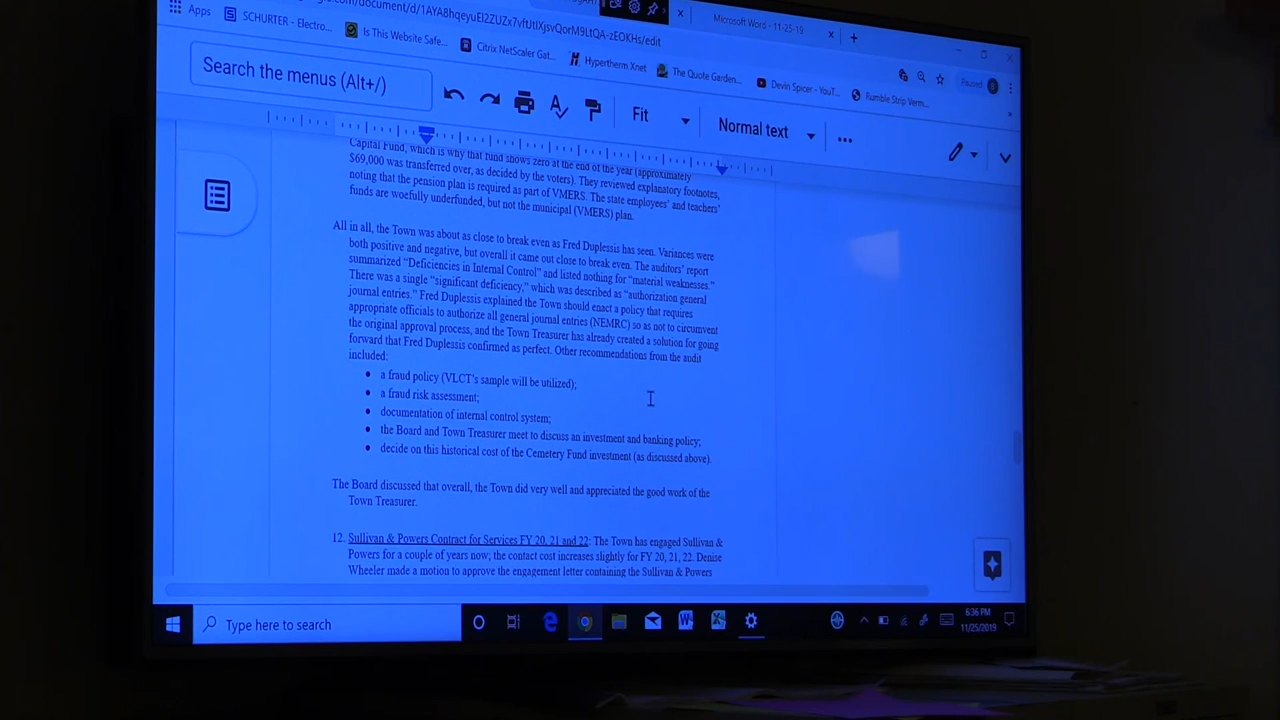 document/d/1AYA8hqeyuEl2ZUZx7vftJtlXjsvQorM9LtQA-zEOKHs/edit
Microsoft Word - 11-25-19
Apps
SCHURTER - Electro...
Is This Website Safe...
Citrix NetScaler Gat...
Hypertherm Xnet
The Quote Garden...
Devin Spicer - YouT...
Rumble Strip Verm...
Paused
Search the menus (Alt+/)
Fit
Normal text
Capital Fund, which is why that fund shows zero at the end of the year (approximately
$69,000 was transferred over, as decided by the voters). They reviewed explanatory footnotes,
noting that the pension plan is required as part of VMERS. The state employees' and teachers'
funds are woefully underfunded, but not the municipal (VMERS) plan.
All in all, the Town was about as close to break even as Fred Duplessis has seen. Variances were
both positive and negative, but overall it came out close to break even. The auditors' report
summarized "Deficiencies in Internal Control" and listed nothing for "material weaknesses."
There was a single "significant deficiency," which was described as "authorization general
journal entries." Fred Duplessis explained the Town should enact a policy that requires
appropriate officials to authorize all general journal entries (NEMRC) so as not to circumvent
the original approval process, and the Town Treasurer has already created a solution for going
forward that Fred Duplessis confirmed as perfect. Other recommendations from the audit
included:
• a fraud policy (VLCT's sample will be utilized);
• a fraud risk assessment;
• documentation of internal control system;
• the Board and Town Treasurer meet to discuss an investment and banking policy;
• decide on this historical cost of the Cemetery Fund investment (as discussed above).
The Board discussed that overall, the Town did very well and appreciated the good work of the
Town Treasurer.
12. Sullivan & Powers Contract for Services FY 20, 21 and 22: The Town has engaged Sullivan &
Powers for a couple of years now; the contact cost increases slightly for FY 20, 21, 22. Denise
Wheeler made a motion to approve the engagement letter containing the Sullivan & Powers
Type here to search
6:36 PM
11/25/2019